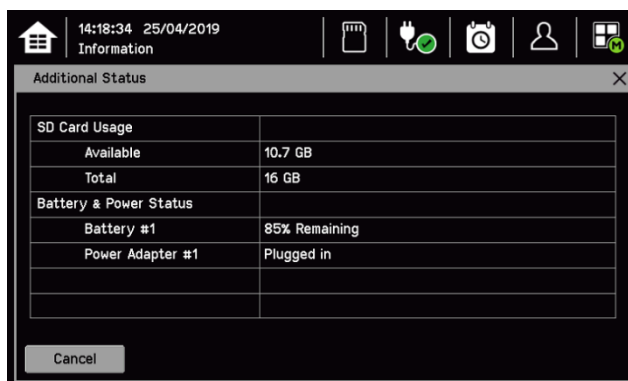 14:18:34 25/04/2019
Information
M
Additional Status
SD Card Usage
Available 10.7 GB
Total 16 GB
Battery & Power Status
Battery #1 85% Remaining
Power Adapter #1 Plugged in
Cancel